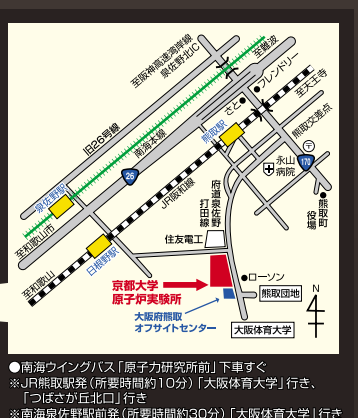 至阪神高速湾岸線
泉佐野北IC
至難波
フレンドリー
さと
至天王寺
旧26号線
南海本線
熊取駅
熊取交差点
〒
永山
病院
170
26
JR阪和線
府道泉佐野
打田線
熊取町
役場
泉佐野駅
至和歌山市
日根野駅
至和歌山
住友電工
京都大学
原子炉実験所
ローソン
熊取団地
大阪府熊取
オフサイトセンター
4
N
大阪体育大学
●南海ウイングバス「原子力研究所前」下車すぐ
※JR熊取駅発(所要時間約10分)「大阪体育大学」行き、
「つばさが丘北口」行き
※南海泉佐野駅前発(所要時間約30分)「大阪体育大学」行き